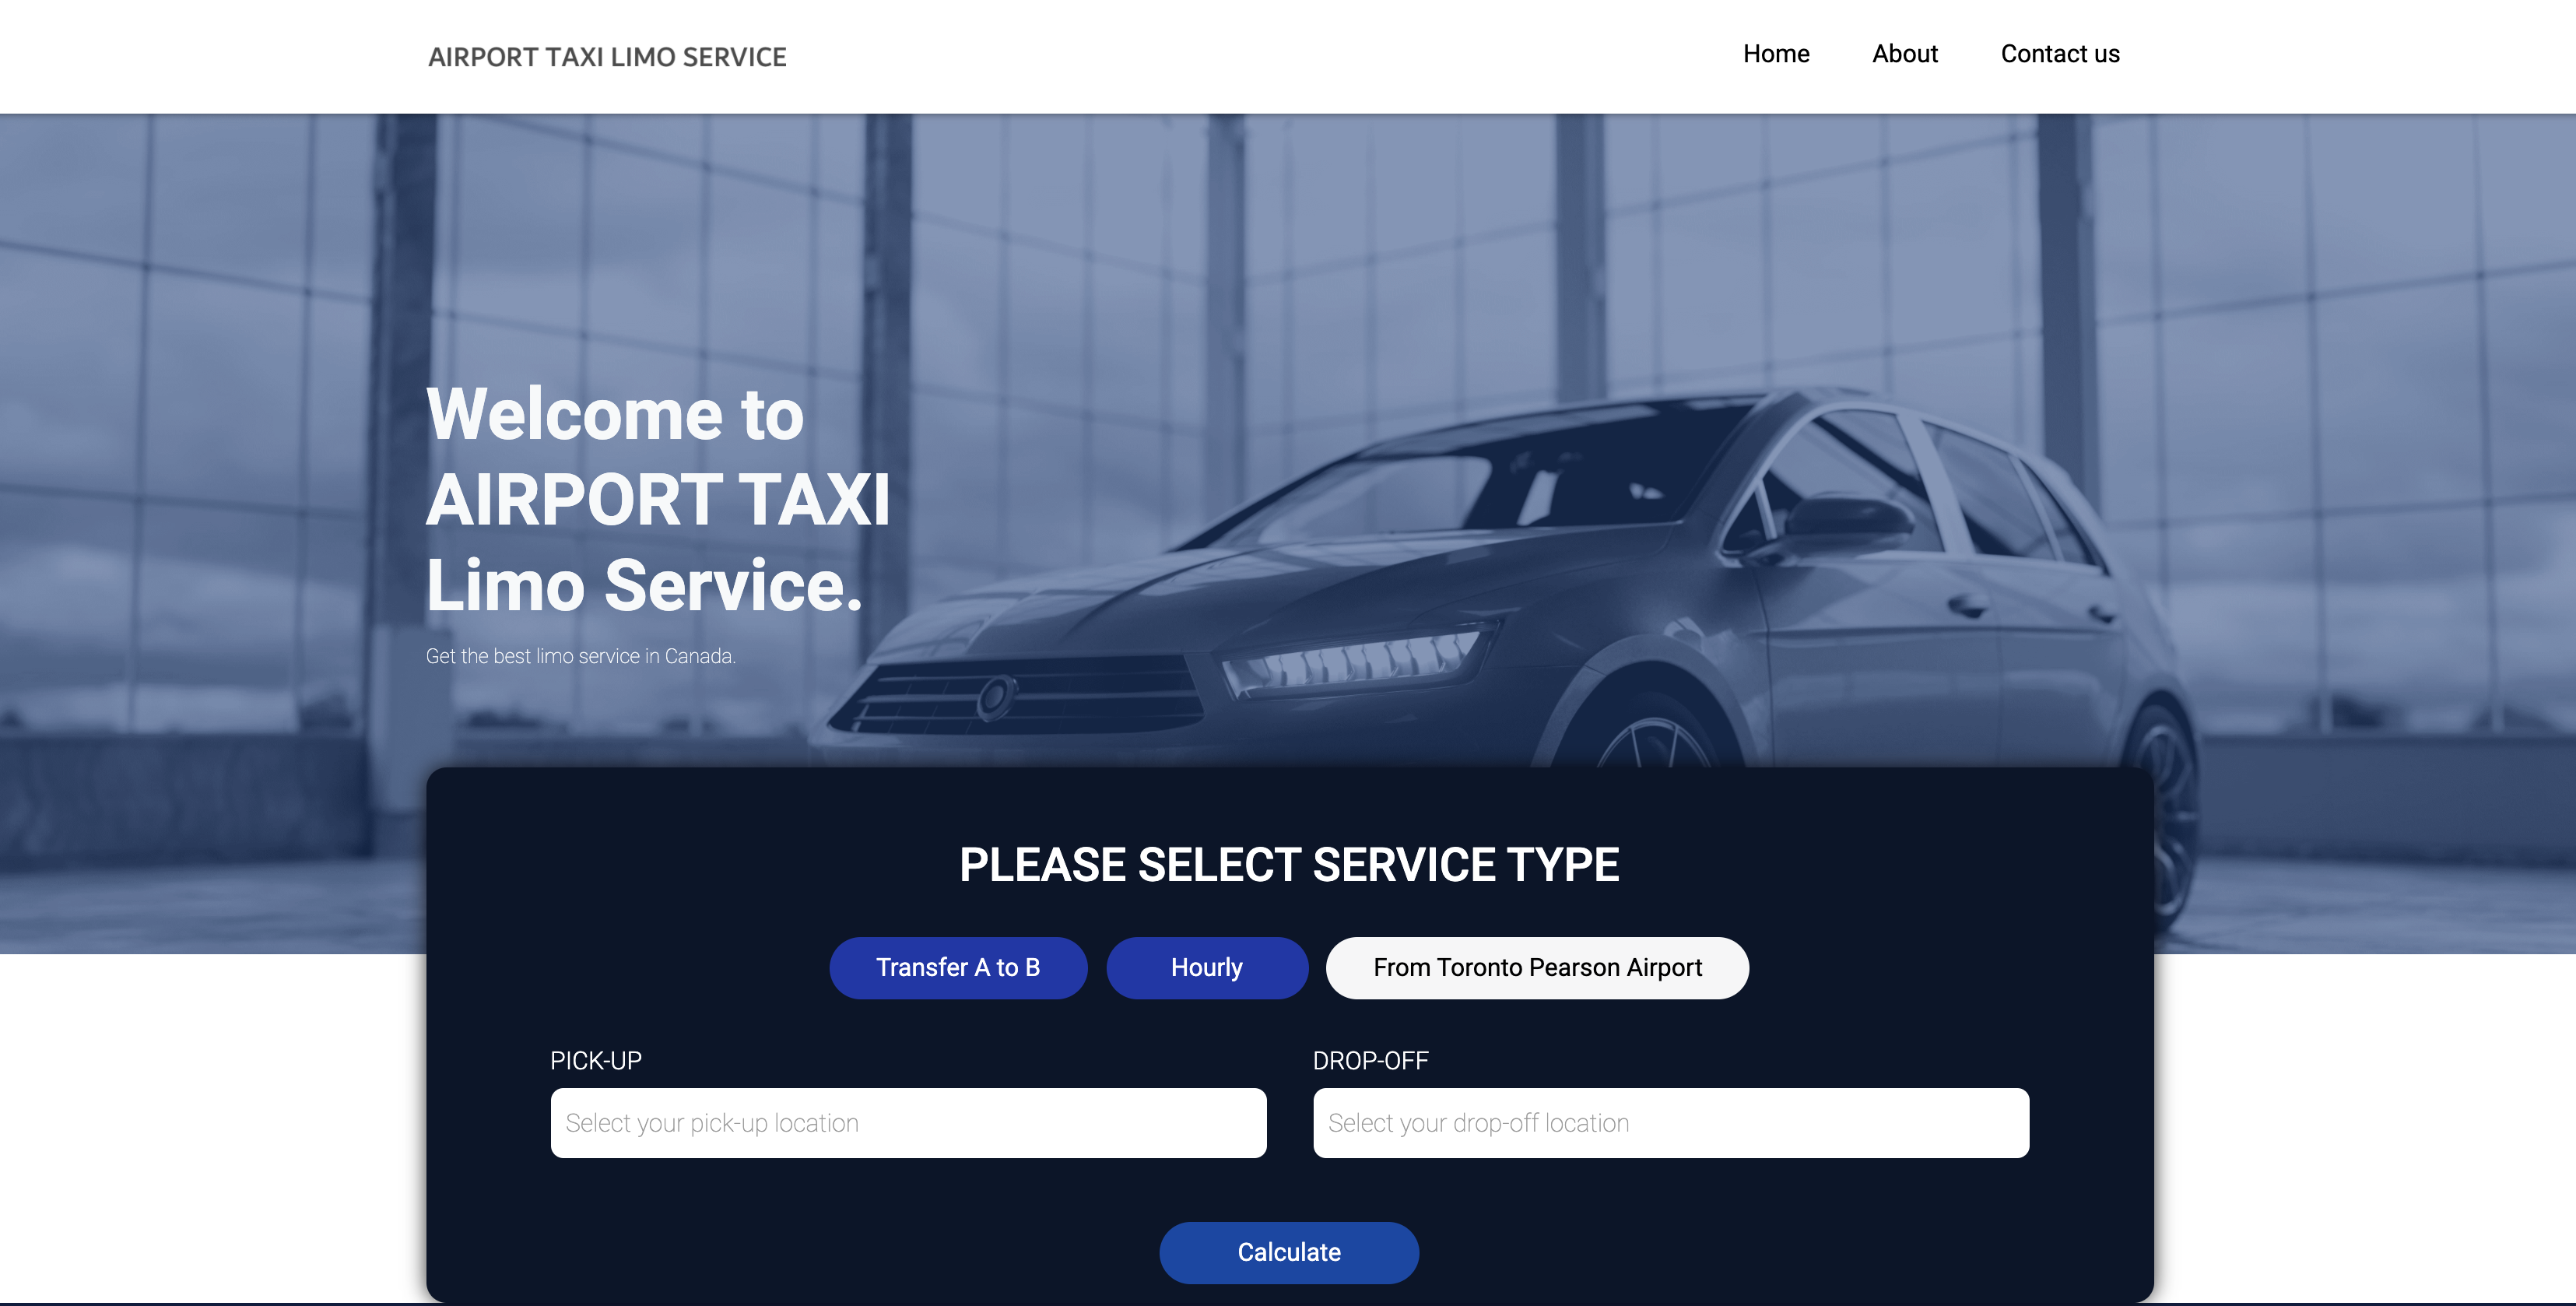 AIRPORT TAXI LIMO SERVICE
Home
About
Contact us
Welcome to
AIRPORT TAXI
Limo Service.
Get the best limo service in Canada.
PLEASE SELECT SERVICE TYPE
Transfer A to B
Hourly
From Toronto Pearson Airport
PICK-UP
DROP-OFF
Select your pick-up location
Select your drop-off location
Calculate